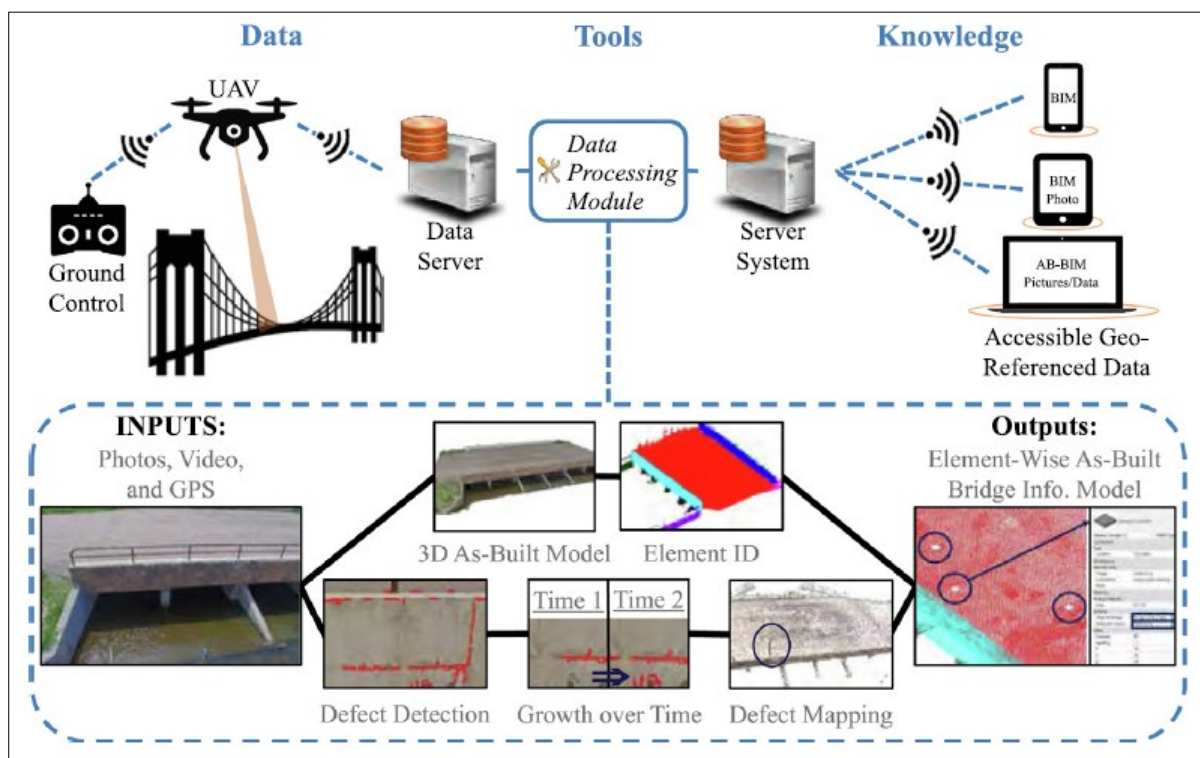 Data
Tools
Knowledge
UAV
Ground
Control
Data
Server
Data
Processing
Module
Server
System
BIM
BIM
Photo
AB-BIM
Pictures/Data
Accessible Geo-
Referenced Data
INPUTS:
Photos, Video,
and GPS
3D As-Built Model
Element ID
Defect Detection
Time 1
Time 2
Growth over Time
Defect Mapping
Outputs:
Element-Wise As-Built
Bridge Info. Model